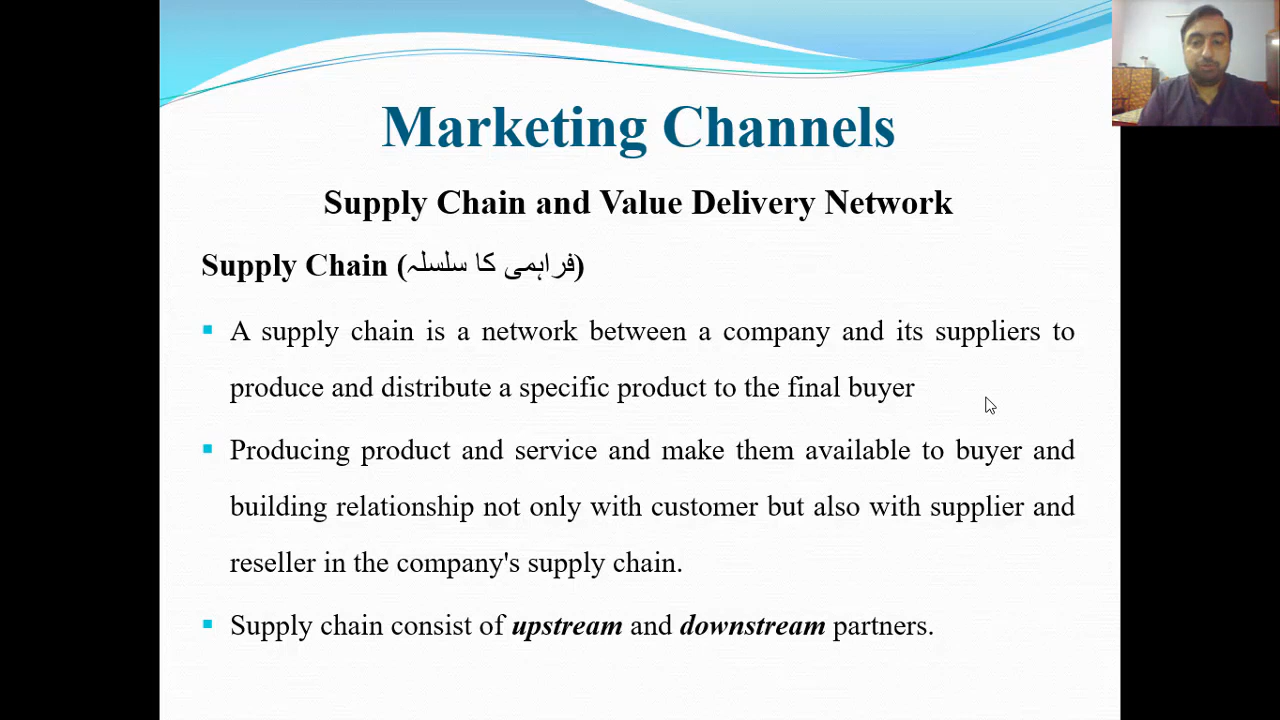 Marketing Channels
Supply Chain and Value Delivery Network
Supply Chain (فراہمی کا سلسلہ)
A supply chain is a network between a company and its suppliers to
produce and distribute a specific product to the final buyer
Producing product and service and make them available to buyer and
building relationship not only with customer but also with supplier and
reseller in the company's supply chain.
Supply chain consist of upstream and downstream partners.